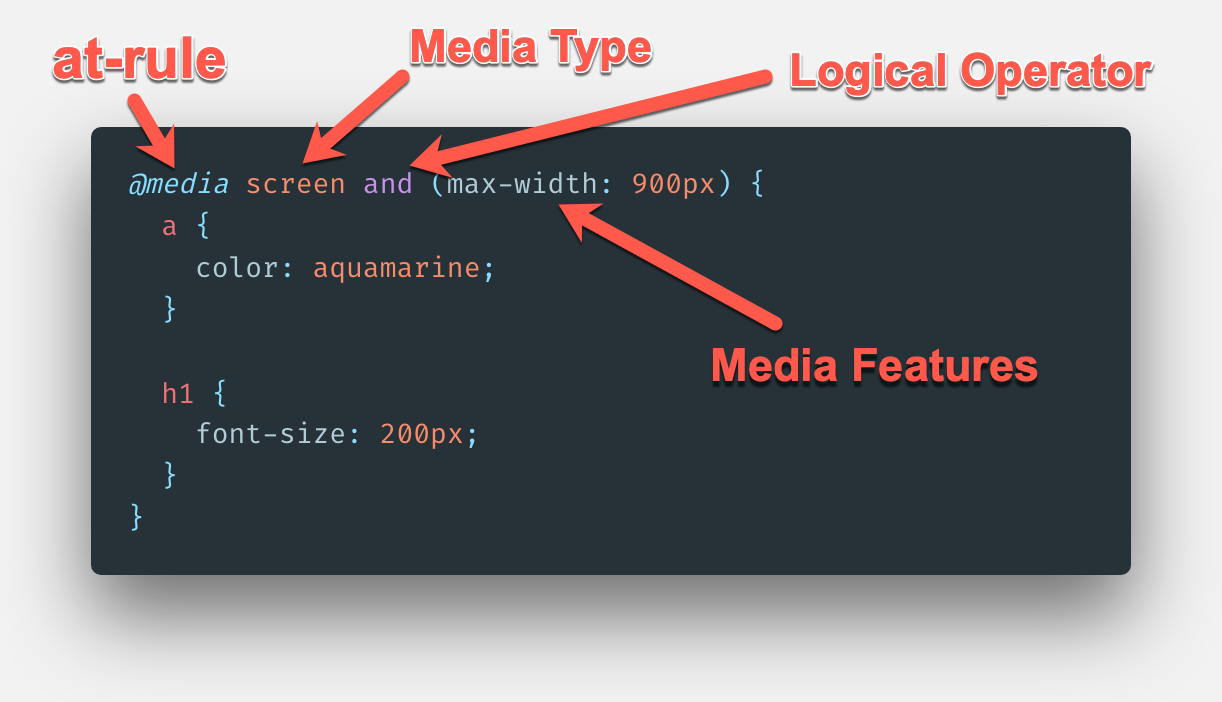 at-rule
Media Type
Logical Operator
@media screen and (max-width: 900px) {
a {
color: aquamarine;
}
Media Features
h1 {
font-size: 200px;
}
}